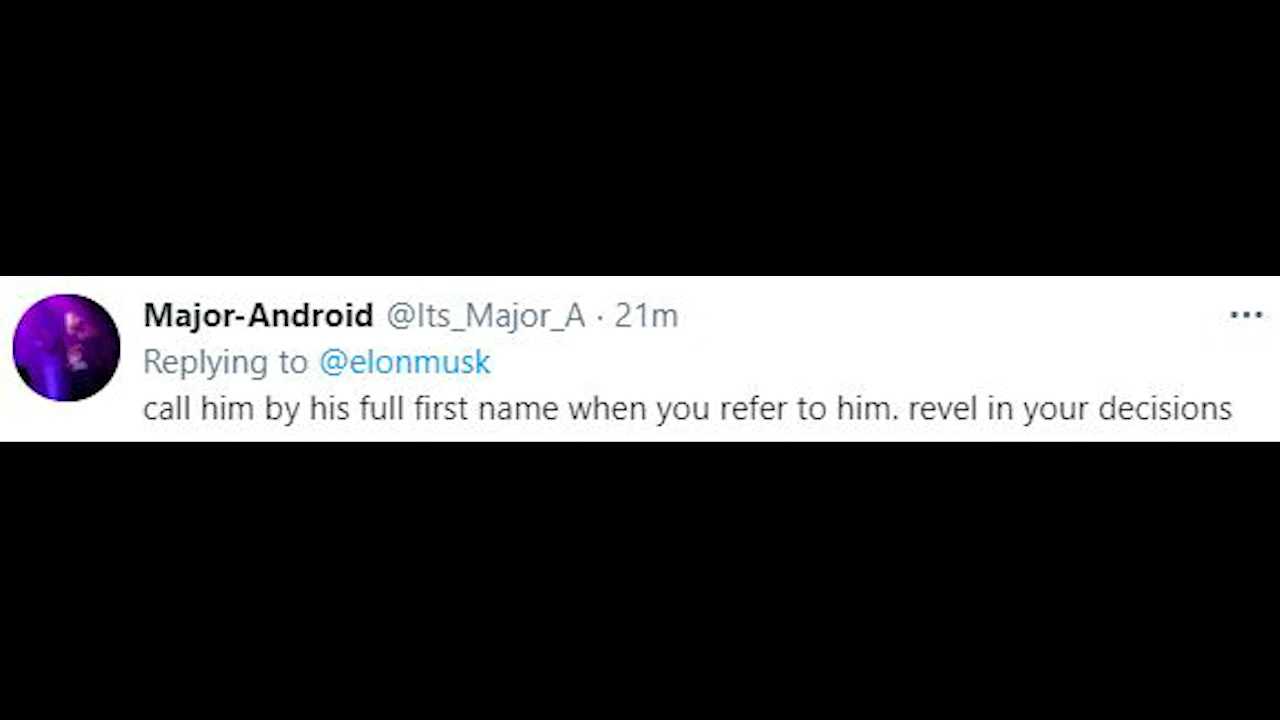 Major-Android @Its_Major_A · 21m
Replying to @elonmusk
call him by his full first name when you refer to him. revel in your decisions